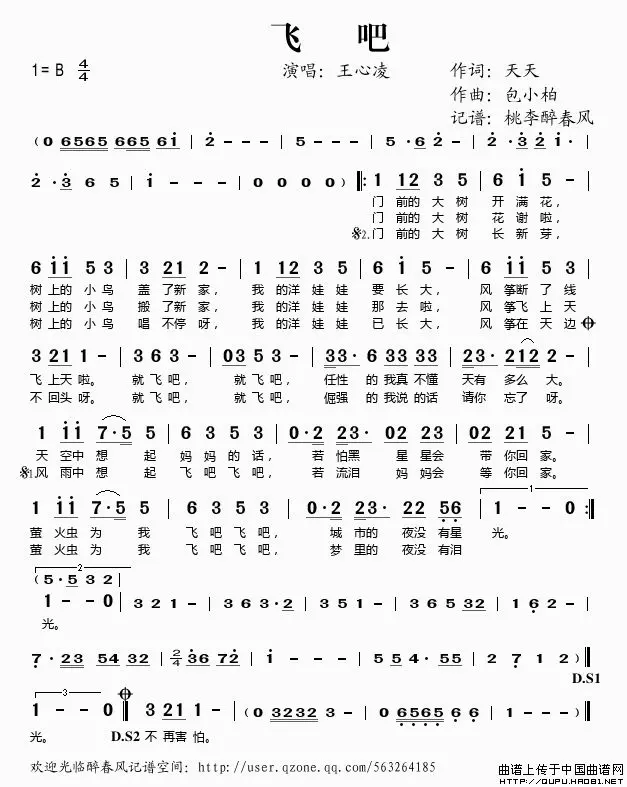 飞 吧
1= B 4/4 演唱：王心凌 作词：天天
作曲：包小柏
记谱：桃李醉春风
( 0 6565 665 6i | 2 - - - | 5 - - - | 5 · 6 2 · | 2 · 3 2 i ·
2 · 3 6 5 | i - - - | 0 0 0 0 ) |: 1 12 3 5 | 6 i 5 - |
门 前的 大 树 开 满 花，
门 前的 大 树 花 谢 啦，
2.门 前的 大 树 长 新 芽，
6 ii 5 3 | 3 21 2 - | 1 12 3 5 | 6 i 5 - | 6 ii 5 3 |
树 上的 小 鸟 盖 了新 家， 我 的洋 娃 娃 要 长 大， 风 筝断 了 线
树 上的 小 鸟 搬 了新 家， 我 的洋 娃 娃 那 去 啦， 风 筝飞 上 天
树 上的 小 鸟 唱 不停 呀， 我 的洋 娃 娃 已 长 大， 风 筝在 天 边
3 21 1 - | 3 6 3 - | 03 53 3 - | 33· 6 33 33 | 23· 212 2 - |
飞 上天 啦。 就 飞 吧， 就 飞 吧， 任性 的 我真 不懂 天有 多么 大。
不 回头 呀。 就 飞 吧， 就 飞 吧， 倔强 的 我说 的话 请你 忘了 呀。
1 ii 7·5 5 | 6 3 5 3 | 0·2 23· 02 23 | 02 21 5 - |
天 空中 想 起 妈 妈 的 话， 若 怕黑 星 星会 带 你回 家。
1.风 雨中 想 起 飞 吧 飞 吧， 若 流泪 妈 妈会 等 你回 家。
1 ii 7·5 5 | 6 3 5 3 | 0·2 23· 22 56 | 1 1 - - 0 :|
萤 火虫 为 我 飞 吧 飞 吧， 城 市的 夜没 有星 光。
萤 火虫 为 我 飞 吧 飞 吧， 梦 里的 夜没 有泪
2
( 5·5 3 2 )
1 - - 0 | 3 2 1 - | 3 6 3·2 | 3 5 1 - | 3 65 32 | 1 6 2 - |
光。
7 · 23 54 32 | 2/4 36 72 | i - - - | 55 4 · 55 | 2 7 1 2 ) ||
D.S1
3
1 - - 0 || 3 21 1 - | ( 0 3232 3 - | 0 6565 6 6 | 5 - - - ) ||
光。 D.S2 不 再害 怕。
欢迎光临醉春风记谱空间：http://user.qzone.qq.com/563264185
曲谱上传于中国曲谱网
HTTP://QUPU.HAO81.NET